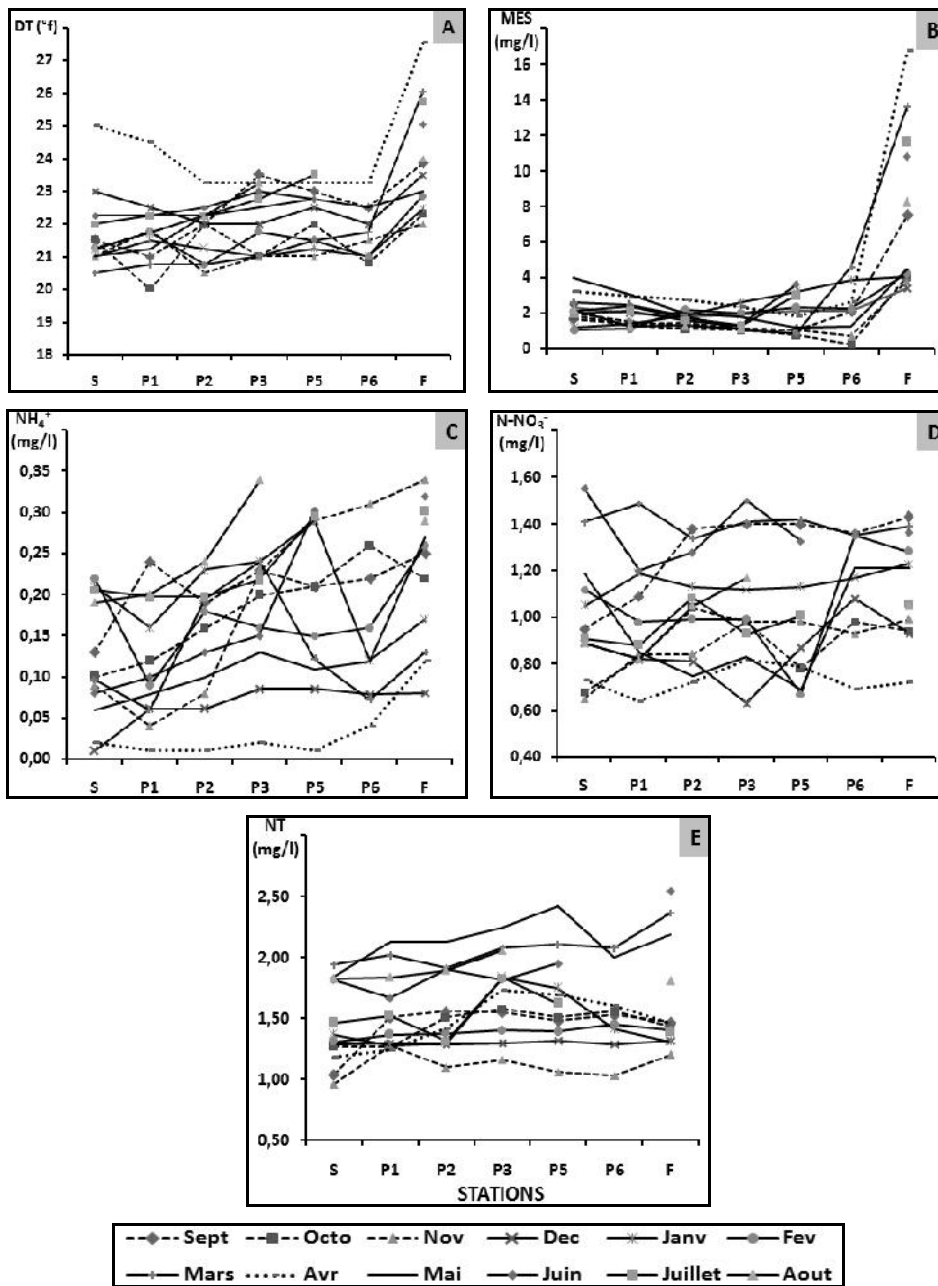 DT (°f)
A
27
26
25
24
23
22
21
20
19
18
S P1 P2 P3 P5 P6 F
MES
(mg/l)
B
16
14
12
10
8
6
4
2
0
S P1 P2 P3 P5 P6 F
NH₄⁺
(mg/l)
C
0,35
0,30
0,25
0,20
0,15
0,10
0,05
0,00
S P1 P2 P3 P5 P6 F
N-NO₃⁻
(mg/l)
D
1,60
1,40
1,20
1,00
0,80
0,60
0,40
S P1 P2 P3 P5 P6 F
NT
(mg/l)
E
2,50
2,00
1,50
1,00
0,50
S P1 P2 P3 P5 P6 F
STATIONS
Sept Octo Nov Dec Janv Fev
Mars Avr Mai Juin Juillet Aout